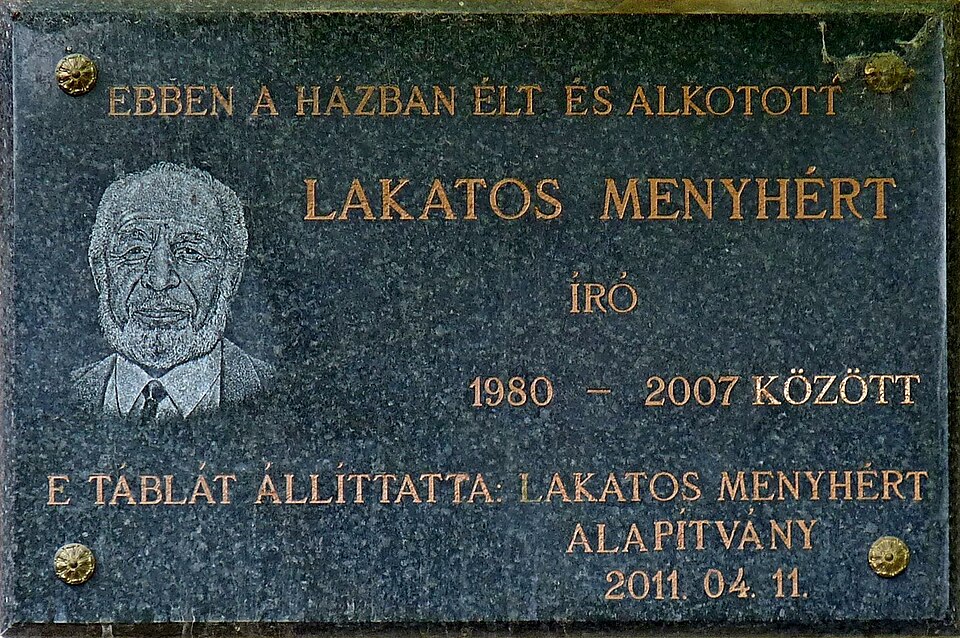 EBBEN A HÁZBAN ÉLT ÉS ALKOTOTT
LAKATOS MENYHÉRT
ÍRÓ
1980 – 2007 KÖZÖTT
E TÁBLÁT ÁLLÍTTATTA: LAKATOS MENYHÉRT
ALAPÍTVÁNY
2011. 04. 11.